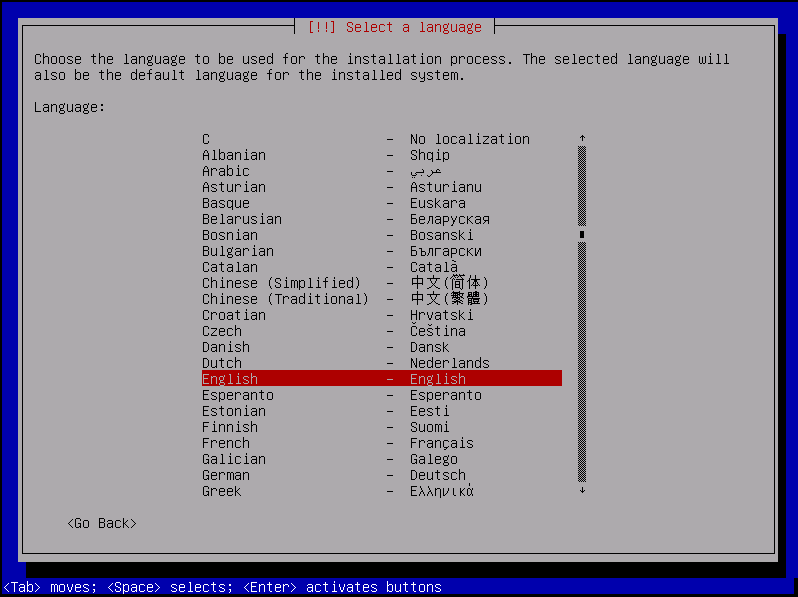 [!!] Select a language
Choose the language to be used for the installation process. The selected language will
also be the default language for the installed system.
Language:
C - No localization
Albanian - Shqip
Arabic - عربي
Asturian - Asturianu
Basque - Euskara
Belarusian - Беларуская
Bosnian - Bosanski
Bulgarian - Български
Catalan - Català
Chinese (Simplified) - 中文(简体)
Chinese (Traditional) - 中文(繁體)
Croatian - Hrvatski
Czech - Čeština
Danish - Dansk
Dutch - Nederlands
English - English
Esperanto - Esperanto
Estonian - Eesti
Finnish - Suomi
French - Français
Galician - Galego
German - Deutsch
Greek - Ελληνικά
<Go Back>
<Tab> moves; <Space> selects; <Enter> activates buttons